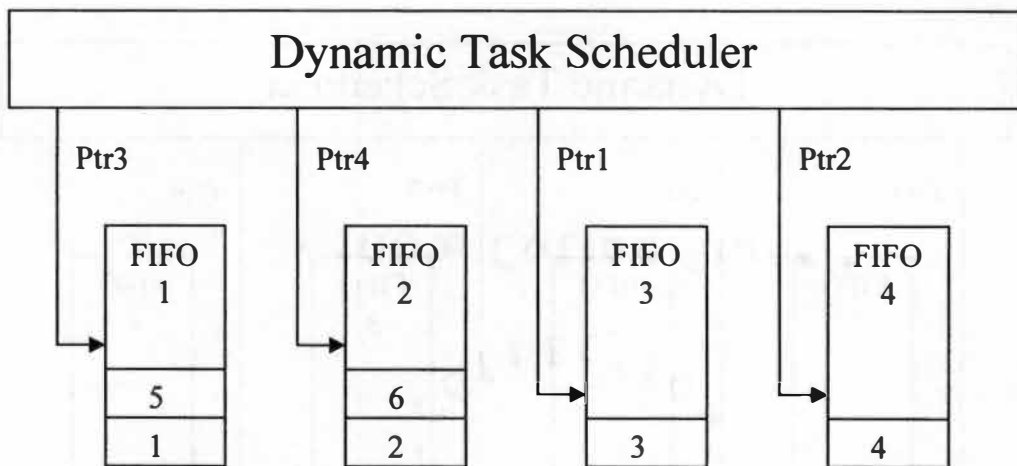 Dynamic Task Scheduler
Ptr3
Ptr4
Ptr1
Ptr2
FIFO
1
5
1
FIFO
2
6
2
FIFO
3
3
FIFO
4
4